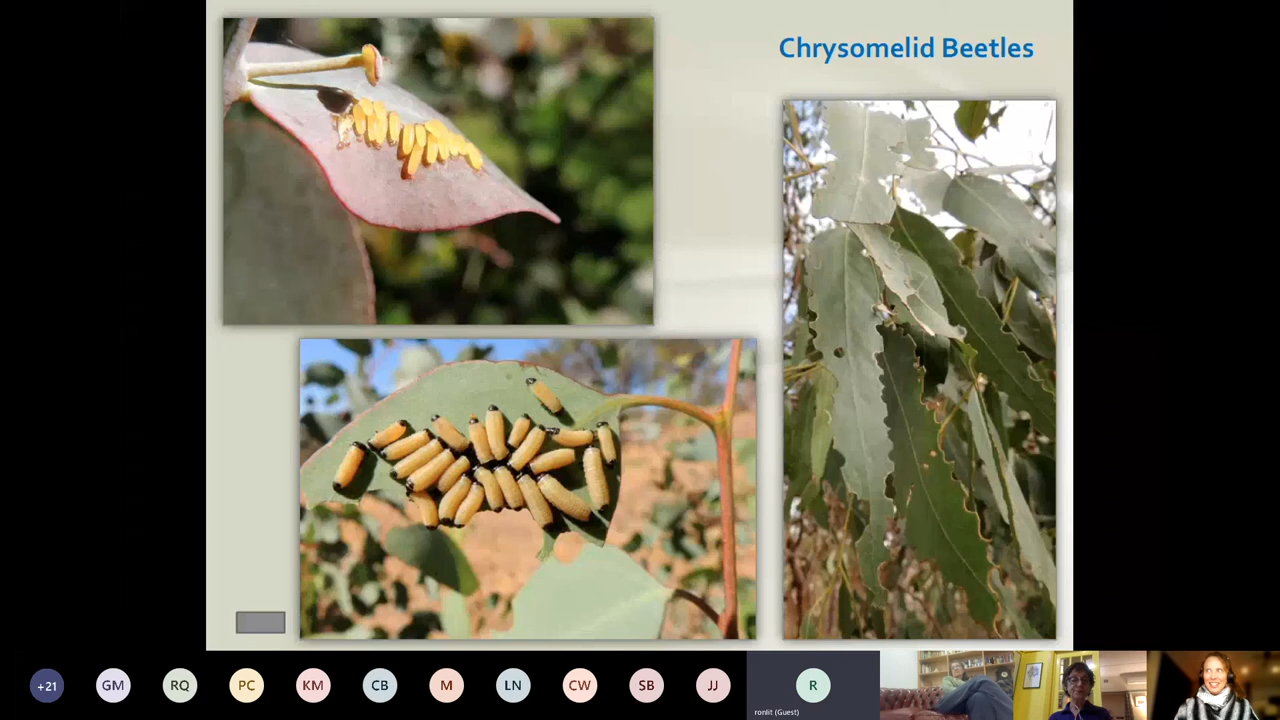 Chrysomelid Beetles
+21
GM
RQ
PC
KM
CB
M
LN
CW
SB
JJ
R
ronlit (Guest)